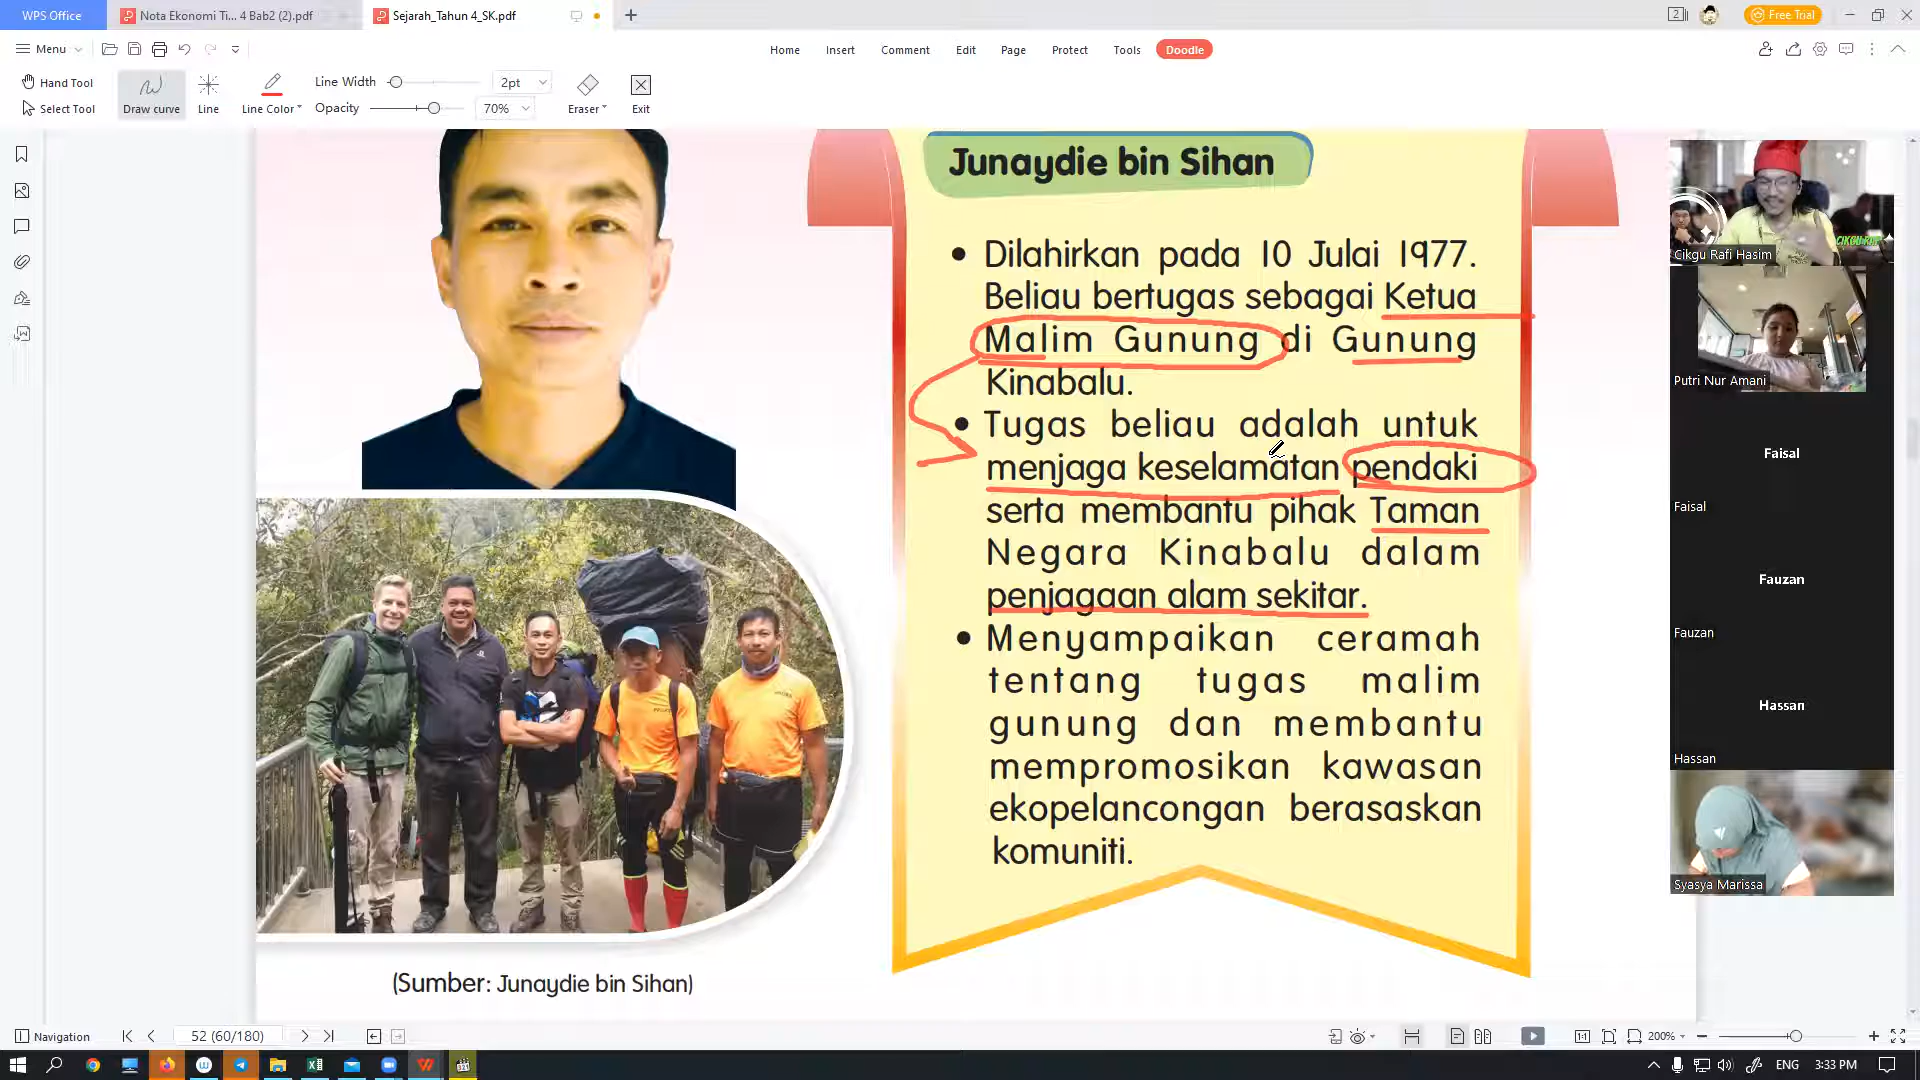 WPS Office
Nota Ekonomi Ti... 4 Bab2 (2).pdf
Sejarah_Tahun 4_SK.pdf
2
Free Trial
Menu
Home
Insert
Comment
Edit
Page
Protect
Tools
Doodle
Hand Tool
Select Tool
Draw curve
Line
Line Color
Line Width
2pt
Opacity
70%
Eraser
Exit
Junaydie bin Sihan
• Dilahirkan pada 10 Julai 1977.
Beliau bertugas sebagai Ketua
Malim Gunung di Gunung
Kinabalu.
• Tugas beliau adalah untuk
menjaga keselamatan pendaki
serta membantu pihak Taman
Negara Kinabalu dalam
penjagaan alam sekitar.
• Menyampaikan ceramah
tentang tugas malim
gunung dan membantu
mempromosikan kawasan
ekopelancongan berasaskan
komuniti.
(Sumber: Junaydie bin Sihan)
Cikgu Rafi Hasim
Putri Nur Amani
Faisal
Faisal
Fauzan
Fauzan
Hassan
Hassan
Syasya Marissa
Navigation
52 (60/180)
200%
ENG
3:33 PM